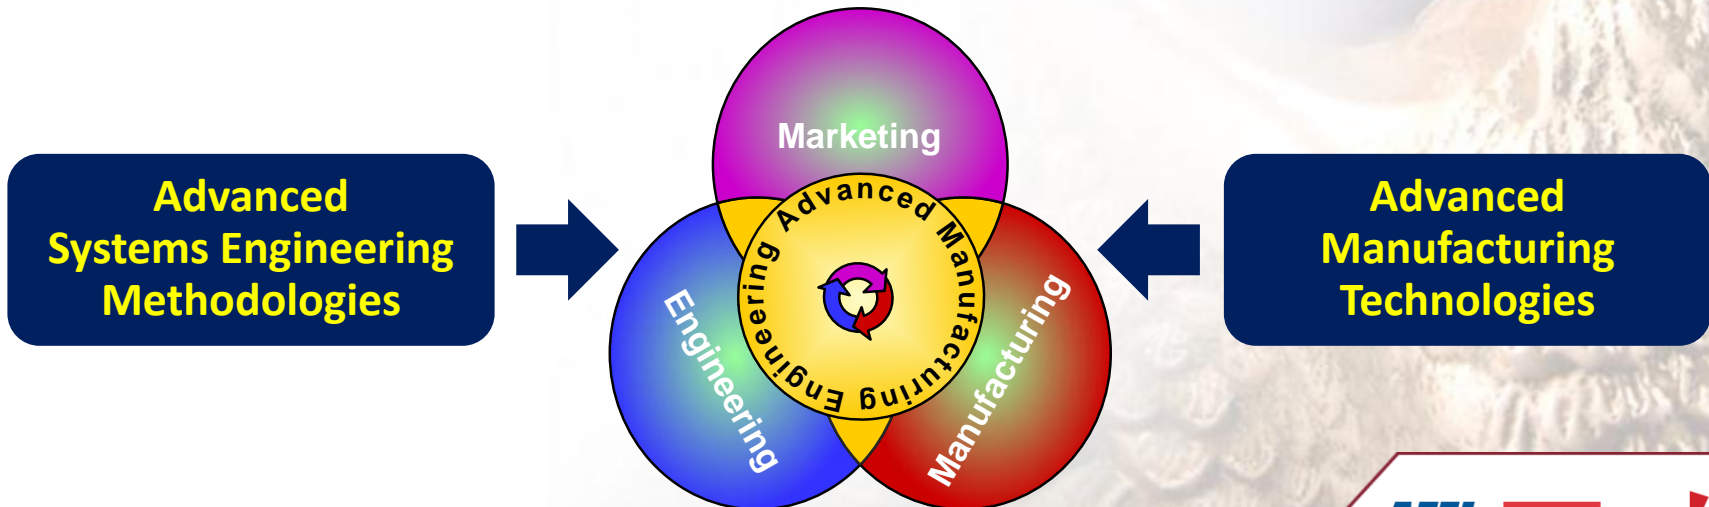 Marketing
Advanced
Systems Engineering
Methodologies
Advanced Manufacturing Engineering
Engineering
Manufacturing
Advanced
Manufacturing
Technologies